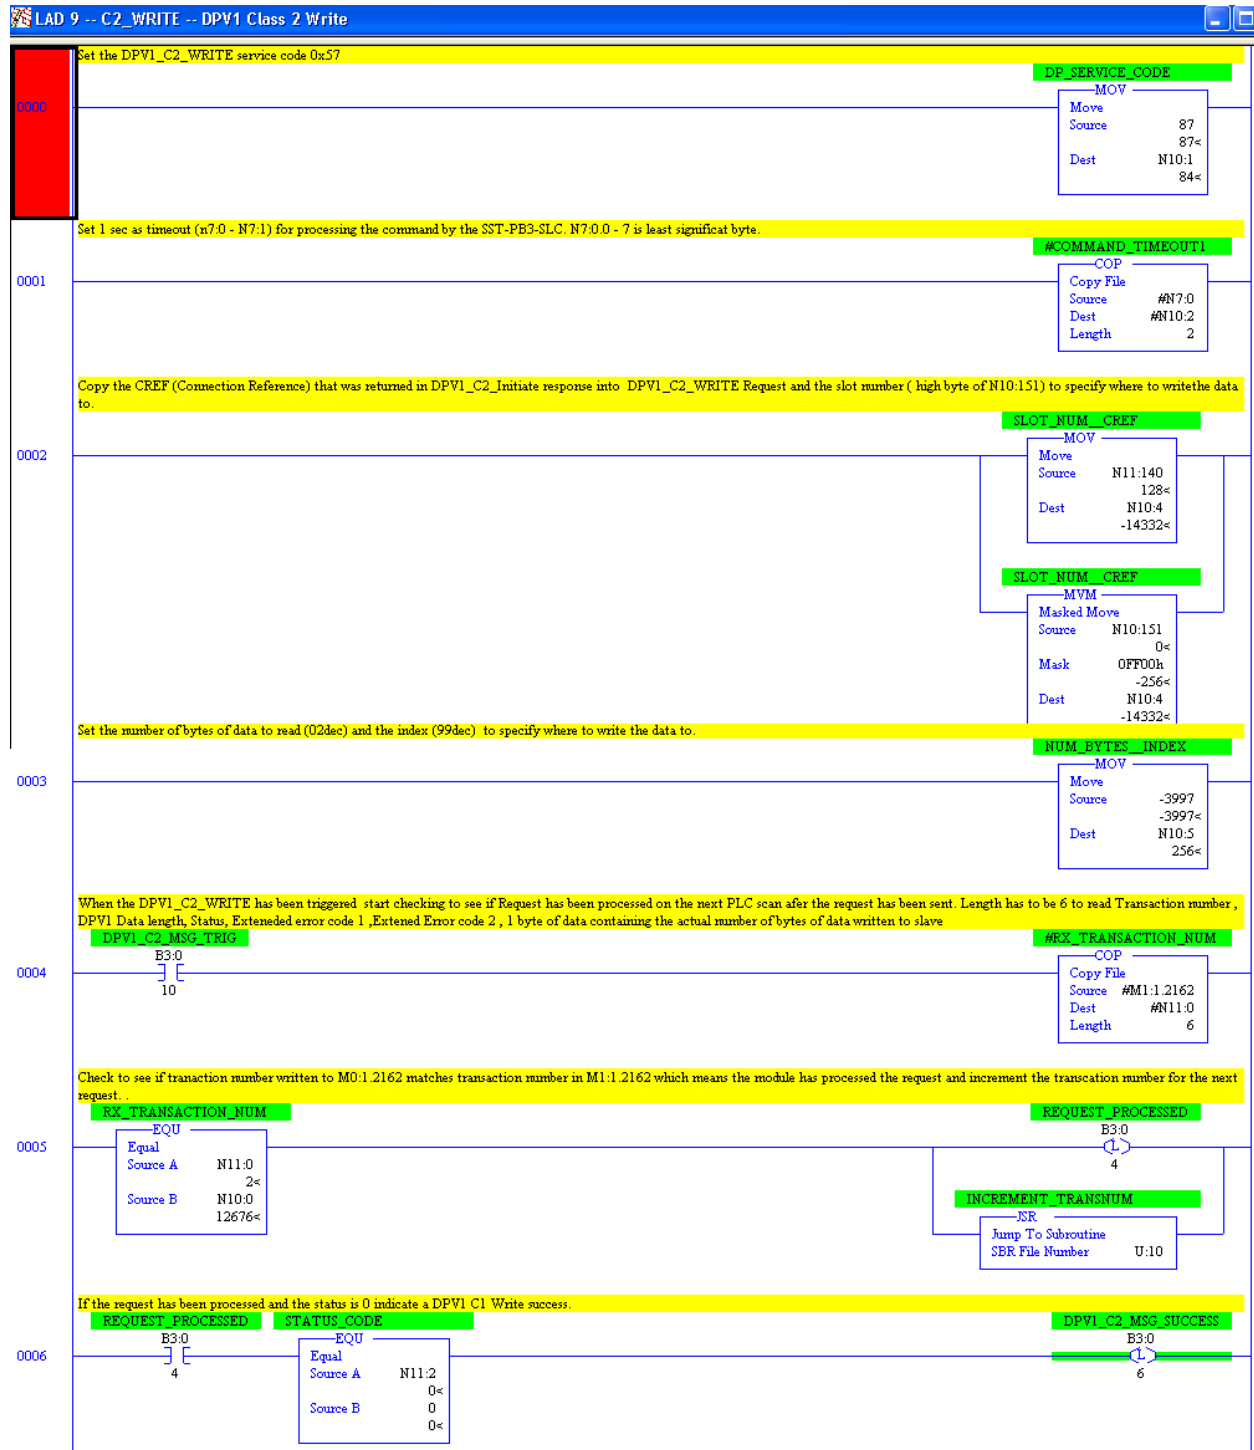 LAD 9 -- C2_WRITE -- DPV1 Class 2 Write
Set the DPV1_C2_WRITE service code 0x57
DP_SERVICE_CODE
0000
MOV
Move
Source 87
87<
Dest N10:1
84<
Set 1 sec as timeout (n7:0 - N7:1) for processing the command by the SST-PB3-SLC. N7:0.0 - 7 is least significat byte.
#COMMAND_TIMEOUT1
0001
COP
Copy File
Source #N7:0
Dest #N10:2
Length 2
Copy the CREF (Connection Reference) that was returned in DPV1_C2_Initiate response into DPV1_C2_WRITE Request and the slot number ( high byte of N10:151) to specify where to writethe data
to.
SLOT_NUM__CREF
0002
MOV
Move
Source N11:140
128<
Dest N10:4
-14332<
SLOT_NUM__CREF
MVM
Masked Move
Source N10:151
0<
Mask 0FF00h
-256<
Dest N10:4
-14332<
Set the number of bytes of data to read (02dec) and the index (99dec) to specify where to write the data to.
NUM_BYTES__INDEX
0003
MOV
Move
Source -3997
-3997<
Dest N10:5
256<
When the DPV1_C2_WRITE has been triggered start checking to see if Request has been processed on the next PLC scan afer the request has been sent. Length has to be 6 to read Transaction number ,
DPV1 Data length, Status, Exteneded error code 1 ,Extened Error code 2 , 1 byte of data containing the actual number of bytes of data written to slave
DPV1_C2_MSG_TRIG #RX_TRANSACTION_NUM
B3:0
0004
10
COP
Copy File
Source #M1:1.2162
Dest #N11:0
Length 6
Check to see if tranaction number written to M0:1.2162 matches transaction number in M1:1.2162 which means the module has processed the request and increment the transcation number for the next
request. .
RX_TRANSACTION_NUM REQUEST_PROCESSED
0005
EQU
Equal
Source A N11:0
2<
Source B N10:0
12676<
B3:0
L
4
INCREMENT_TRANSNUM
JSR
Jump To Subroutine
SBR File Number U:10
If the request has been processed and the status is 0 indicate a DPV1 C1 Write success.
REQUEST_PROCESSED STATUS_CODE DPV1_C2_MSG_SUCCESS
0006
B3:0
4
EQU
Equal
Source A N11:2
0<
Source B 0
0<
B3:0
L
6